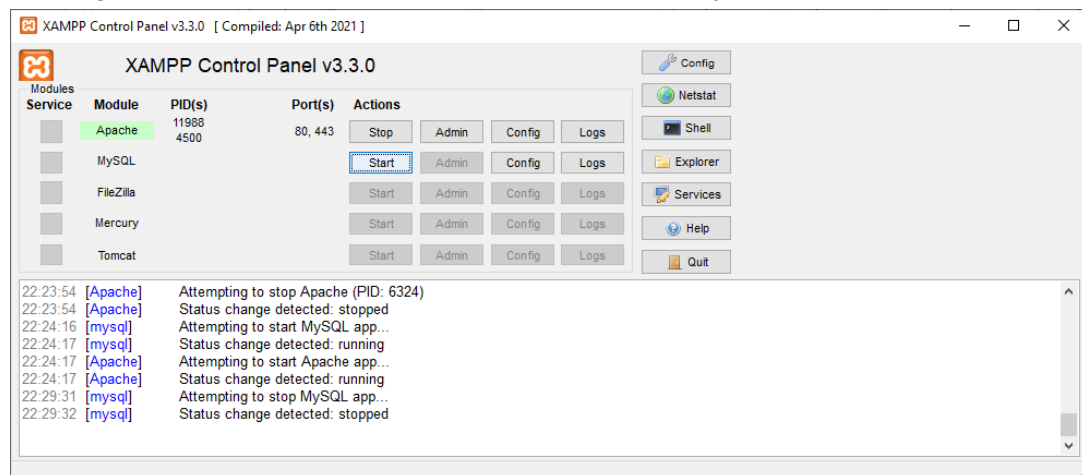 XAMPP Control Panel v3.3.0 [ Compiled: Apr 6th 2021 ]
XAMPP Control Panel v3.3.0
Config
Modules
Service Module PID(s) Port(s) Actions
Netstat
Apache 11988 4500 80, 443 Stop Admin Config Logs
Shell
MySQL Start Admin Config Logs
Explorer
FileZilla Start Admin Config Logs
Services
Mercury Start Admin Config Logs
Help
Tomcat Start Admin Config Logs
Quit
22:23:54 [Apache] Attempting to stop Apache (PID: 6324)
22:23:54 [Apache] Status change detected: stopped
22:24:16 [mysql] Attempting to start MySQL app...
22:24:17 [mysql] Status change detected: running
22:24:17 [Apache] Attempting to start Apache app...
22:24:17 [Apache] Status change detected: running
22:29:31 [mysql] Attempting to stop MySQL app...
22:29:32 [mysql] Status change detected: stopped